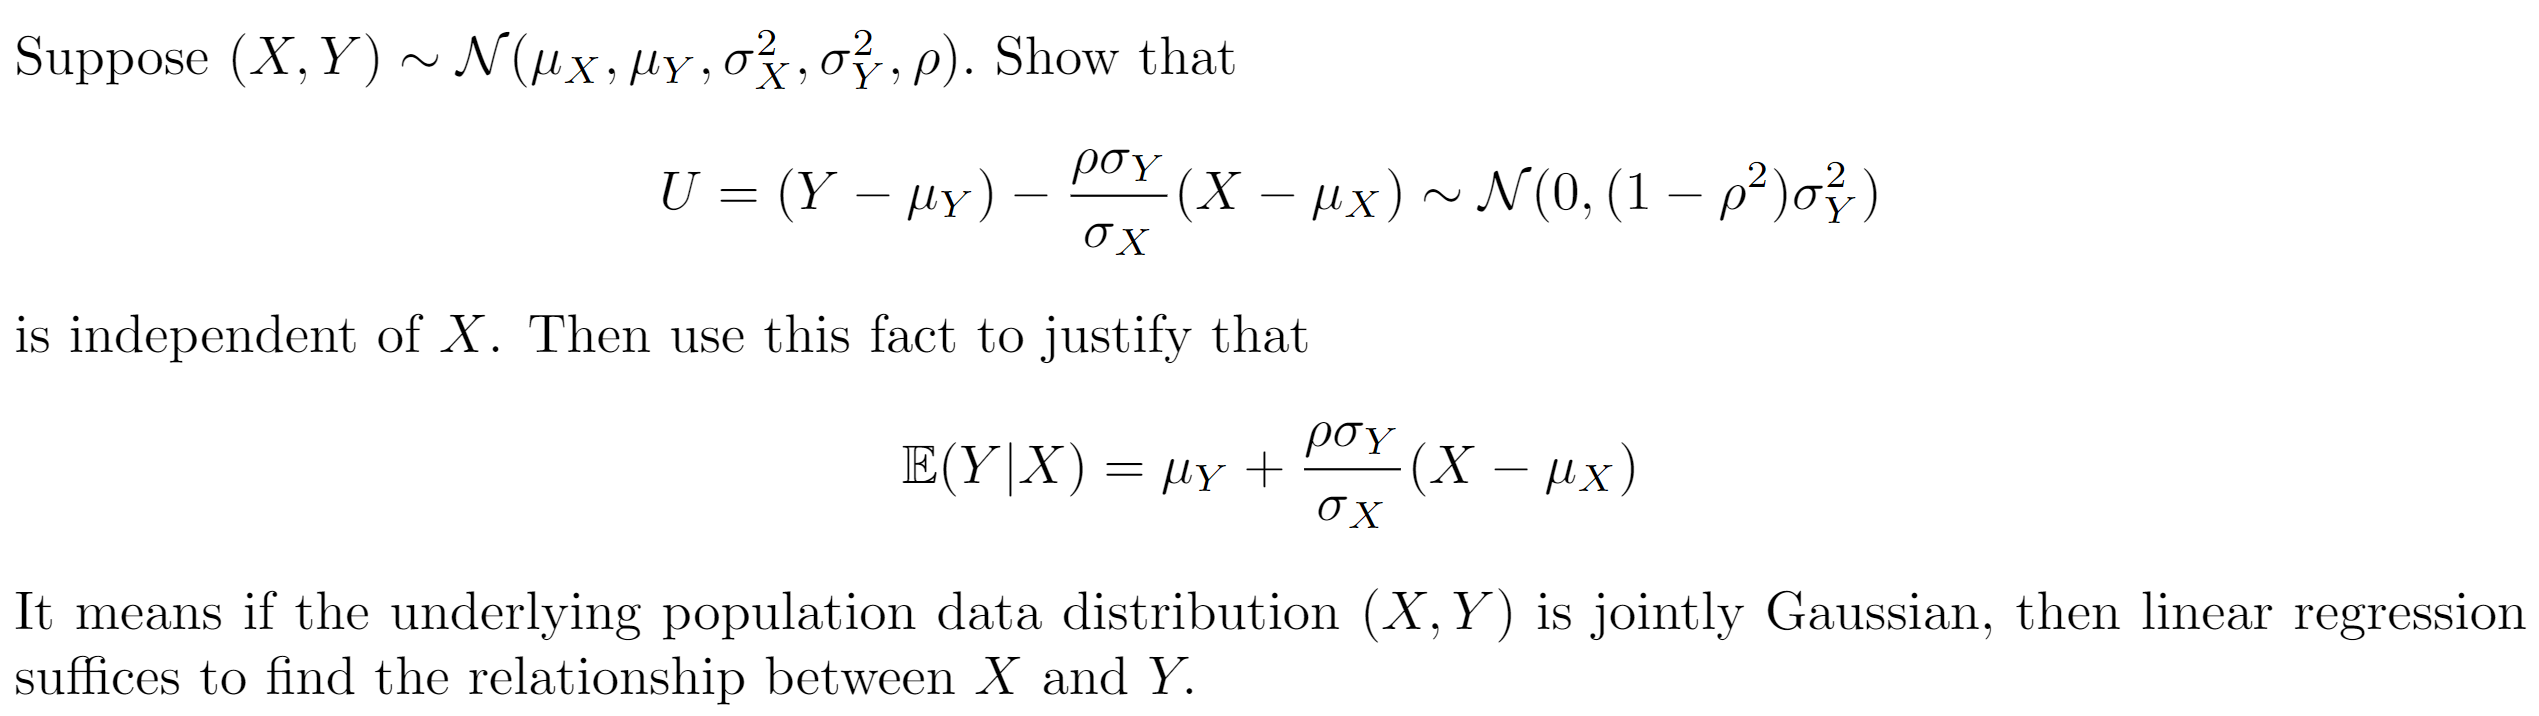 Suppose (X, Y) ∼ 𝒩(μ_X, μ_Y, σ_X^2, σ_Y^2, ρ). Show that
U = (Y − μ_Y) − \frac{ρσ_Y}{σ_X}(X − μ_X) ∼ 𝒩(0, (1 − ρ^2)σ_Y^2)
is independent of X. Then use this fact to justify that
𝔼(Y|X) = μ_Y + \frac{ρσ_Y}{σ_X}(X − μ_X)
It means if the underlying population data distribution (X, Y) is jointly Gaussian, then linear regression
suffices to find the relationship between X and Y.